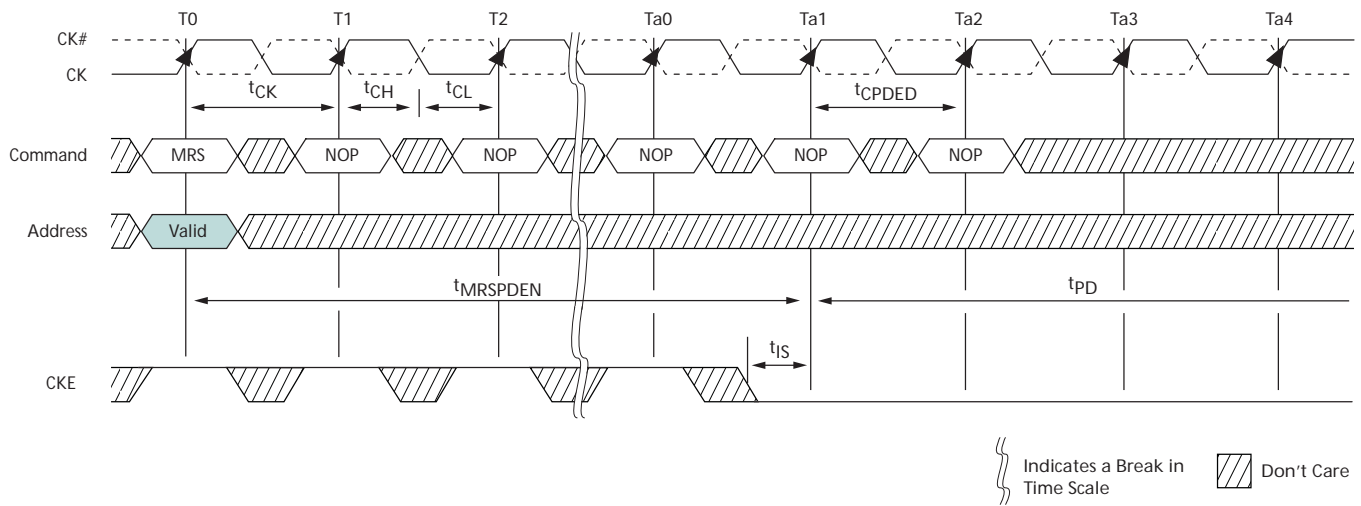 T0 T1 T2 Ta0 Ta1 Ta2 Ta3 Ta4
CK#
CK
tCK tCH tCL tCPDED
Command MRS NOP NOP NOP NOP NOP
Address Valid
tMRSPDEN tPD
tIS
CKE
Indicates a Break in
Time Scale
Don't Care